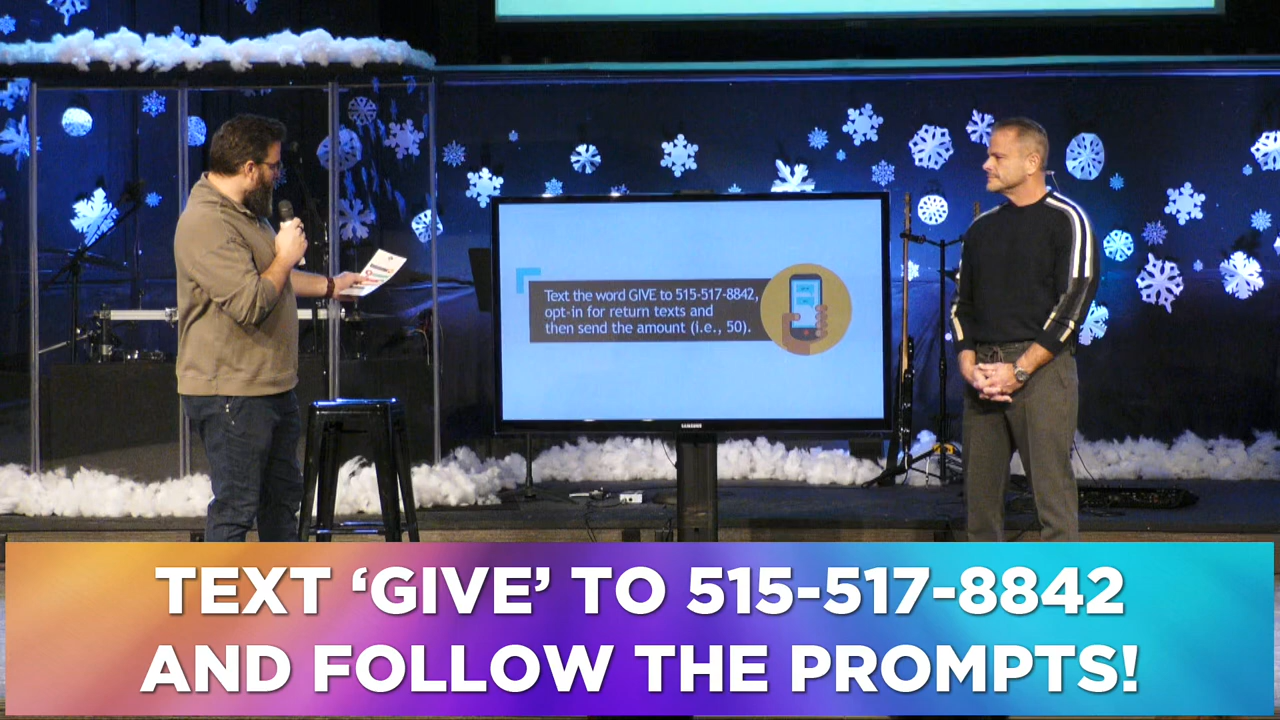 Text the word GIVE to 515-517-8842,
opt-in for return texts and
then send the amount (i.e., 50).
SAMSUNG
TEXT ‘GIVE’ TO 515-517-8842
AND FOLLOW THE PROMPTS!